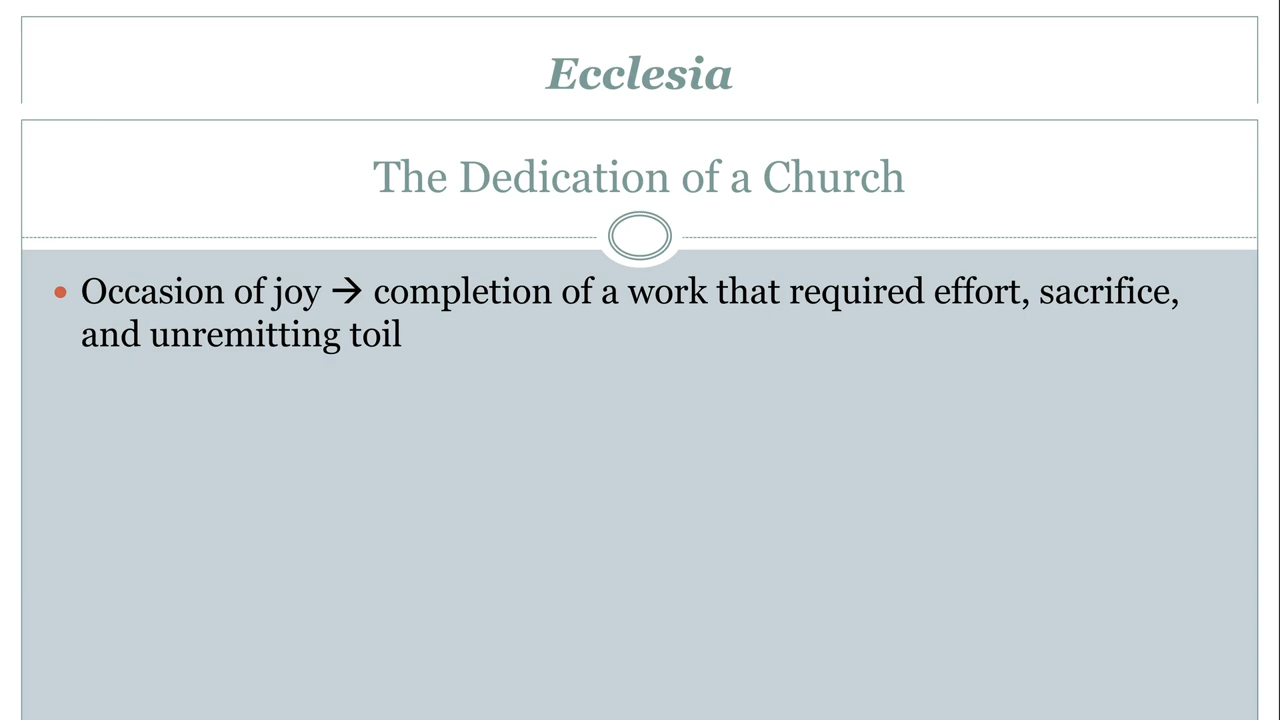 Ecclesia
The Dedication of a Church
• Occasion of joy → completion of a work that required effort, sacrifice,
and unremitting toil